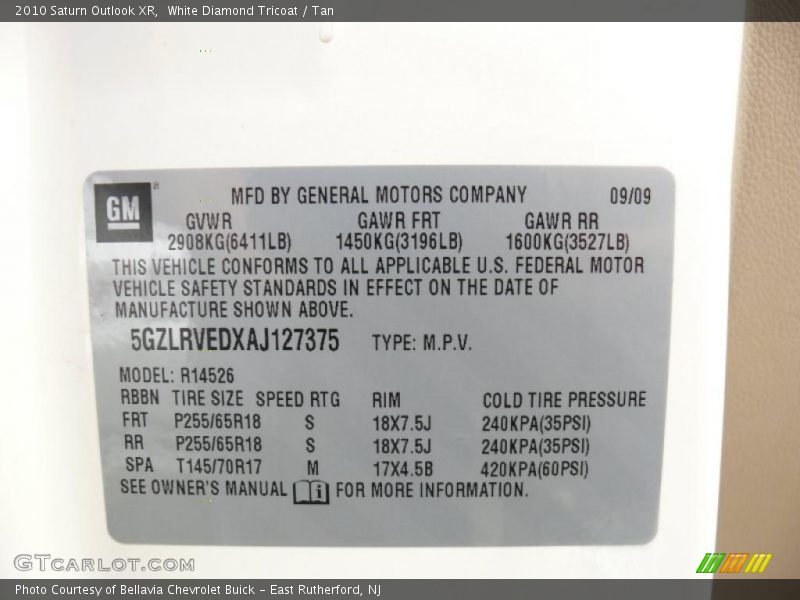 2010 Saturn Outlook XR,  White Diamond Tricoat / Tan
GM ®
MFD BY GENERAL MOTORS COMPANY 09/09
GVWR GAWR FRT GAWR RR
2908KG(6411LB) 1450KG(3196LB) 1600KG(3527LB)
THIS VEHICLE CONFORMS TO ALL APPLICABLE U.S. FEDERAL MOTOR
VEHICLE SAFETY STANDARDS IN EFFECT ON THE DATE OF
MANUFACTURE SHOWN ABOVE.
5GZLRVEDXAJ127375 TYPE: M.P.V.
MODEL: R14526
RBBN TIRE SIZE SPEED RTG RIM COLD TIRE PRESSURE
FRT P255/65R18 S 18X7.5J 240KPA(35PSI)
RR P255/65R18 S 18X7.5J 240KPA(35PSI)
SPA T145/70R17 M 17X4.5B 420KPA(60PSI)
SEE OWNER'S MANUAL i FOR MORE INFORMATION.
GTCARLOT.COM
Photo Courtesy of Bellavia Chevrolet Buick - East Rutherford, NJ